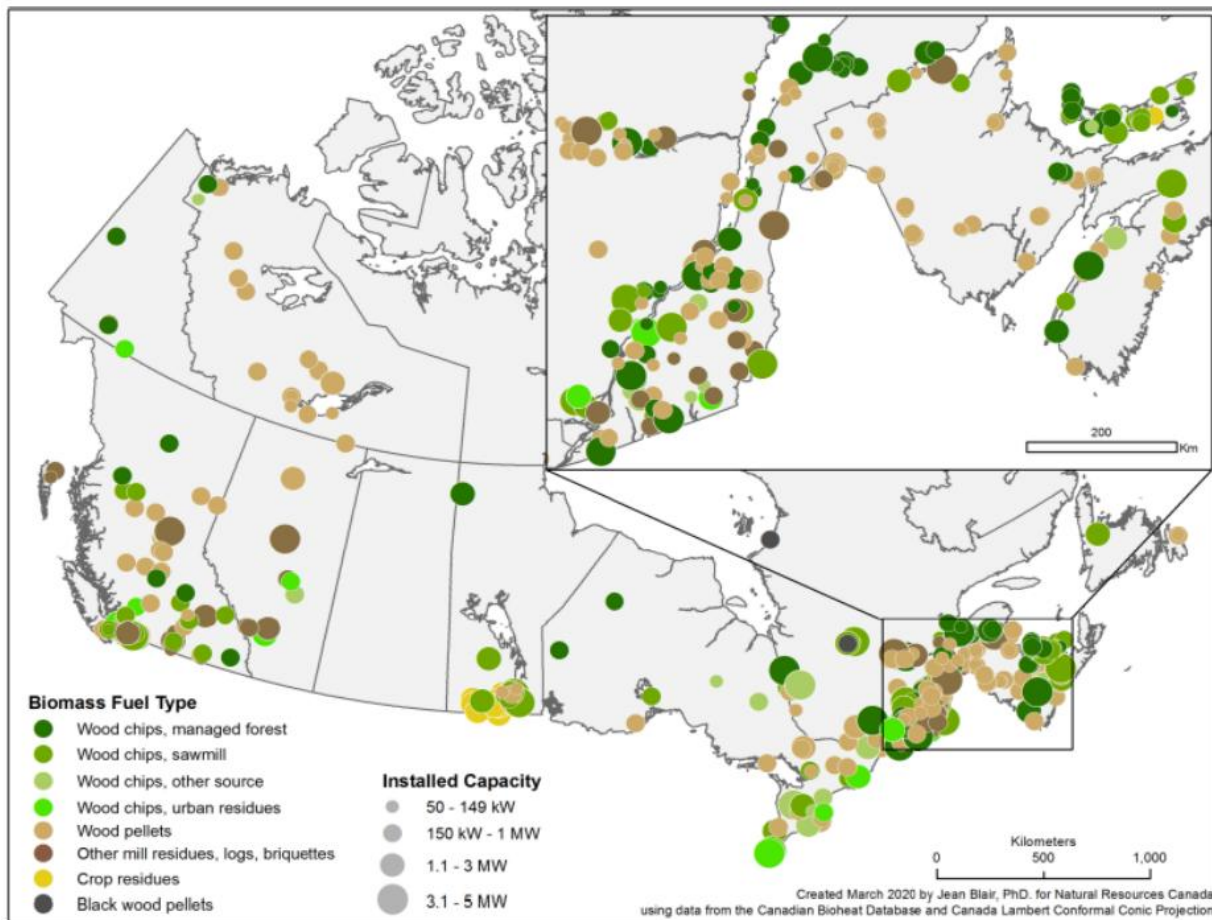 200
Km
Biomass Fuel Type
Wood chips, managed forest
Wood chips, sawmill
Wood chips, other source
Wood chips, urban residues
Wood pellets
Other mill residues, logs, briquettes
Crop residues
Black wood pellets
Installed Capacity
50 - 149 kW
150 kW - 1 MW
1.1 - 3 MW
3.1 - 5 MW
Kilometers
0 500 1,000
Created March 2020 by Jean Blair, PhD. for Natural Resources Canada
using data from the Canadian Bioheat Database and Canada Lambert Conformal Conic Projection